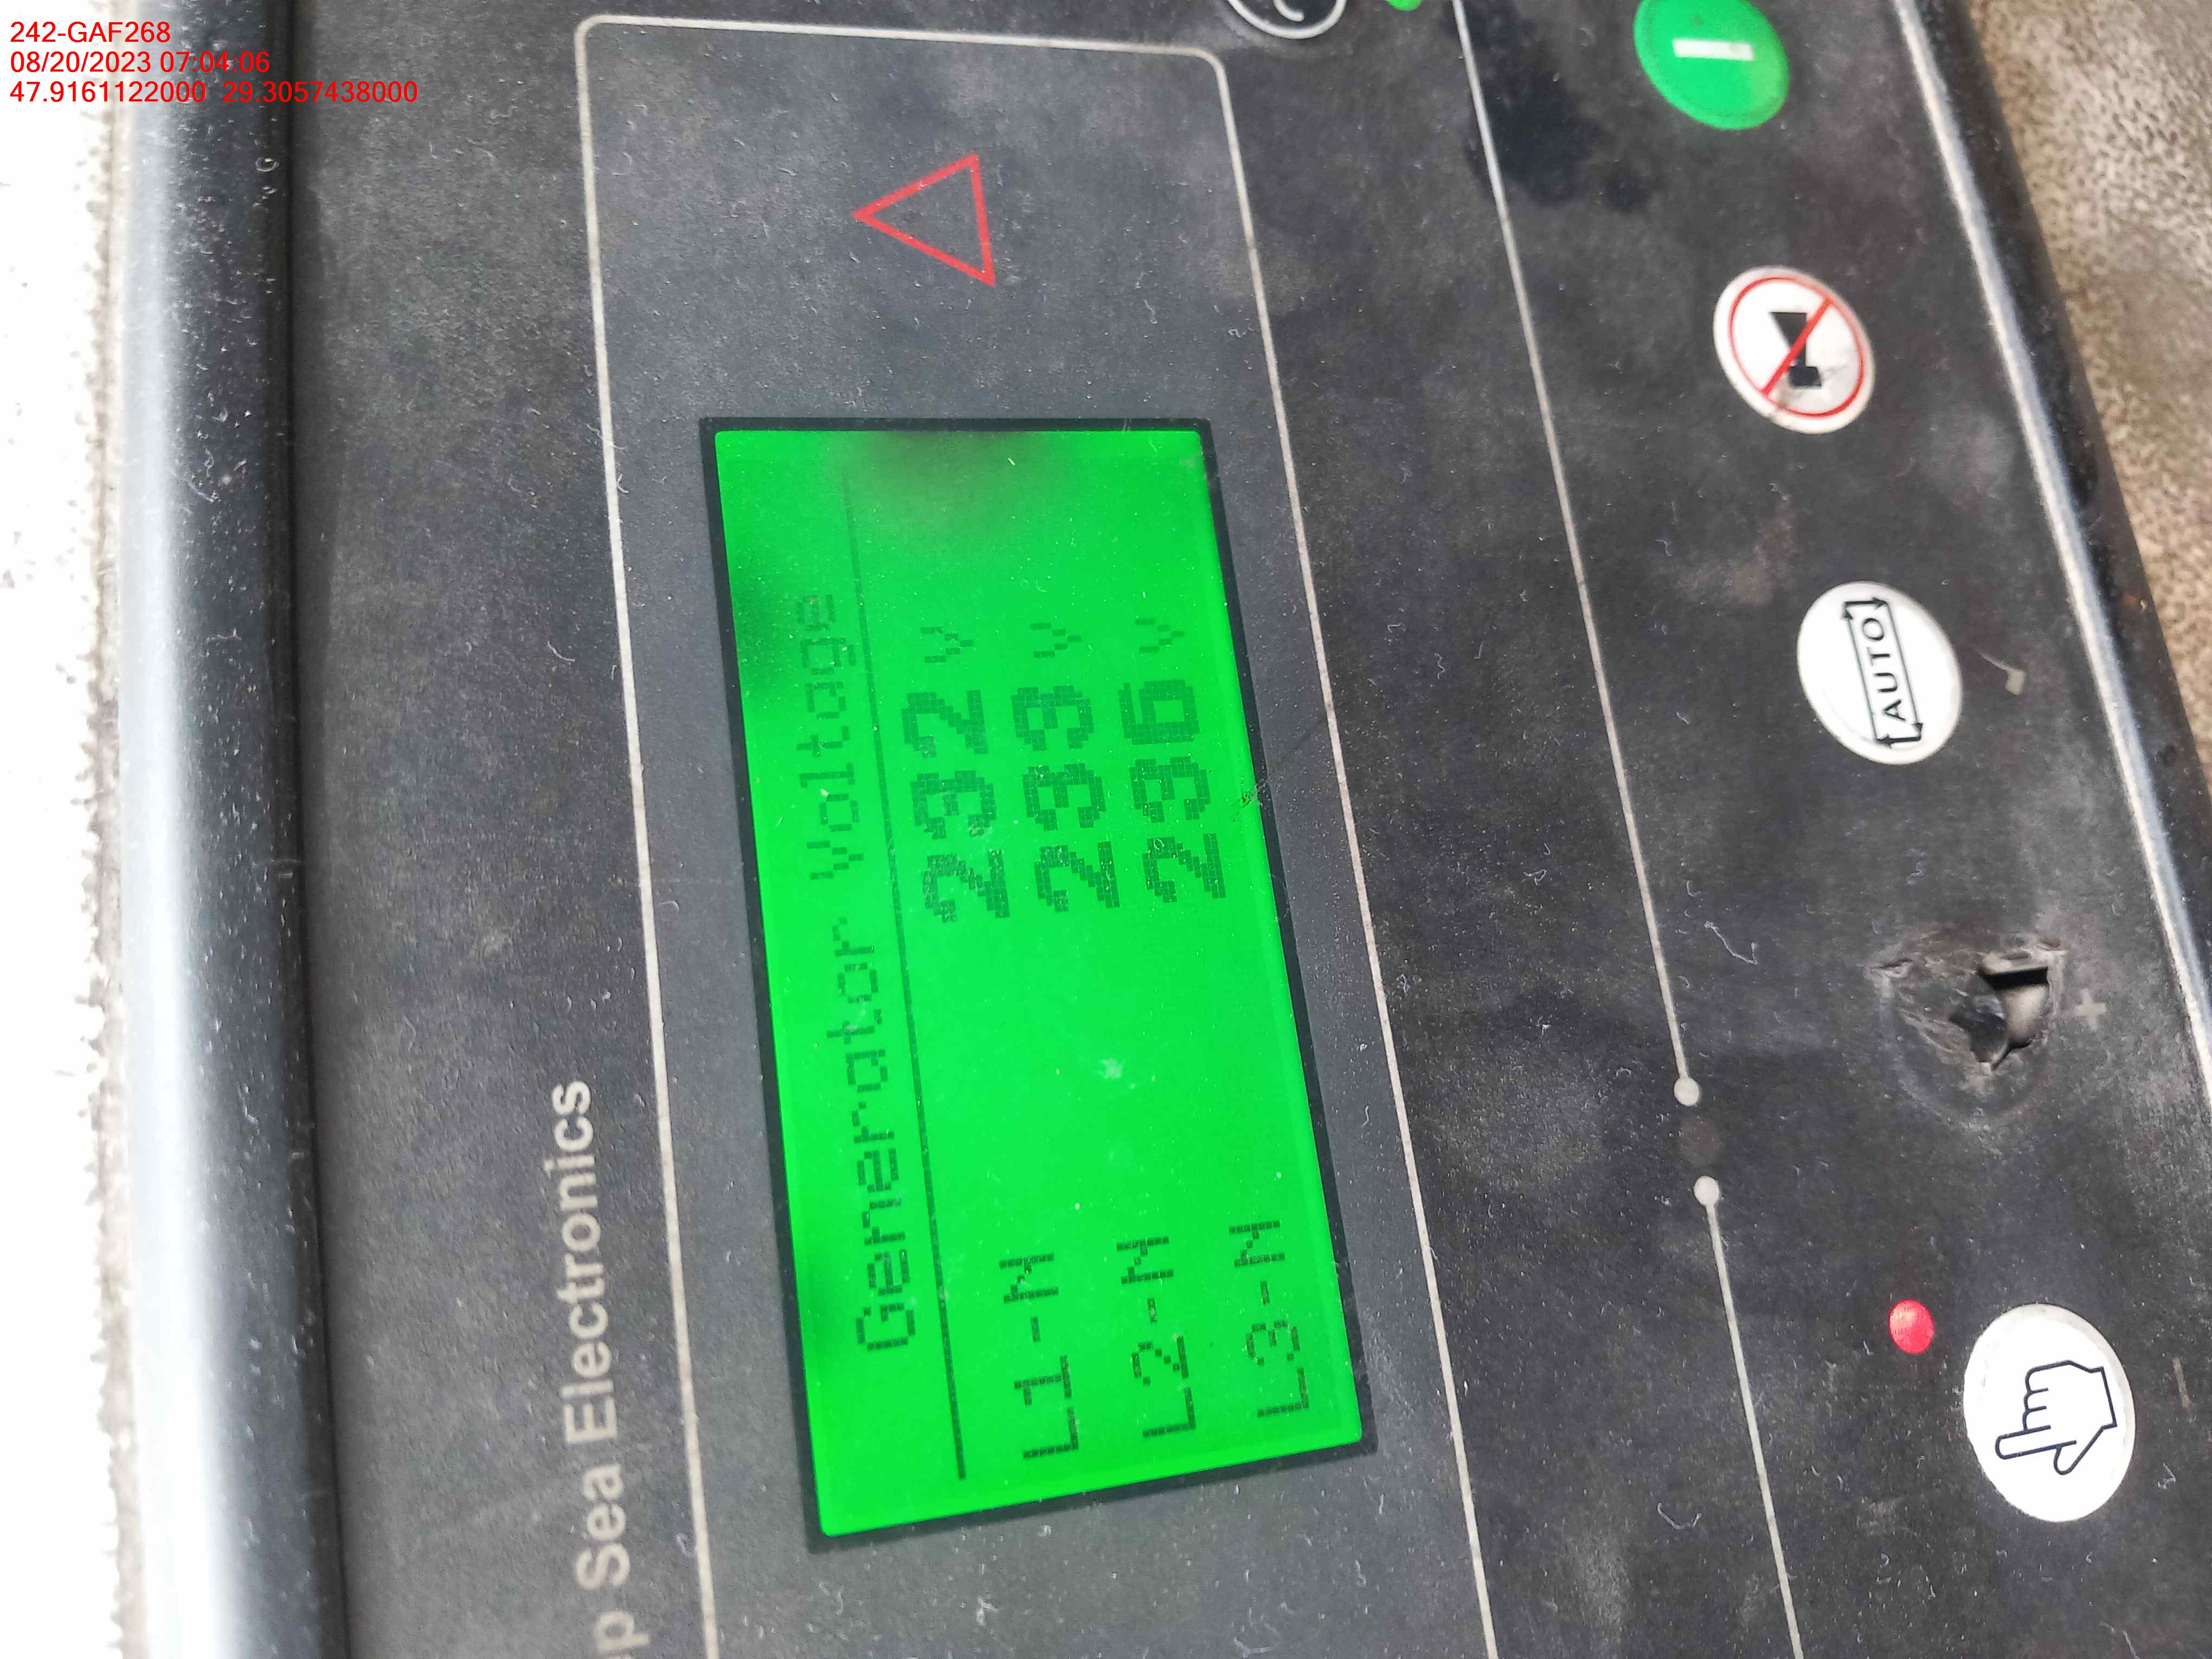 242-GAF268
08/20/2023 07:04:06
47.9161122000 29.3057438000
p Sea Electronics
Generator Voltage
L1-N 232 V
L2-N 233 V
L3-N 236 V
AUTO